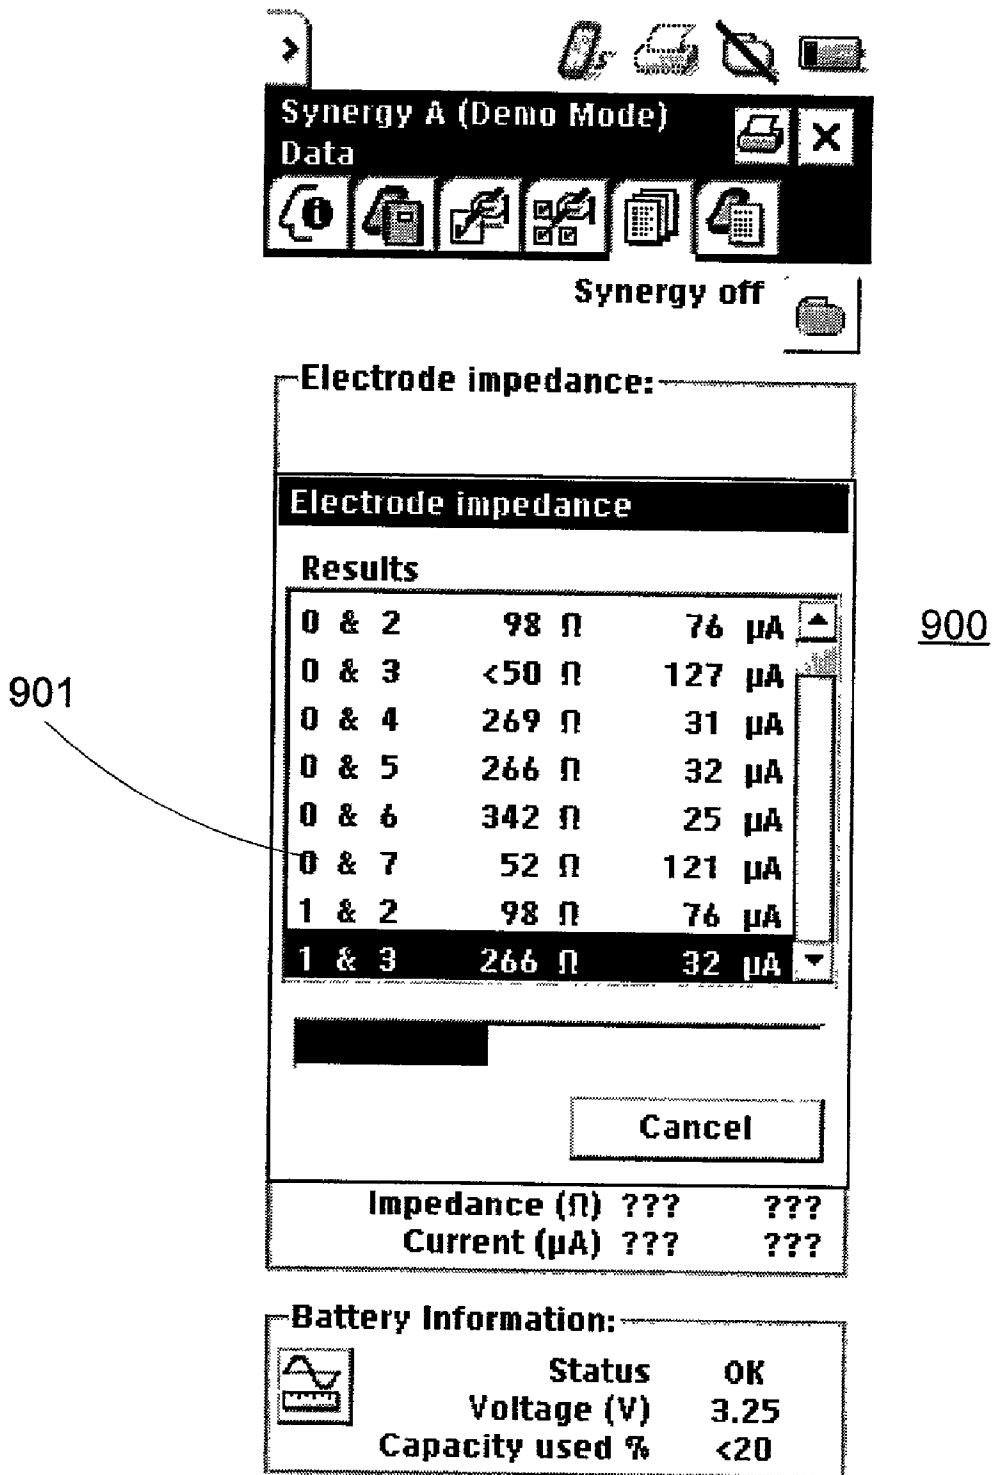 Synergy A (Demo Mode)
Data
Synergy off
Electrode impedance:
Electrode impedance
Results
0 & 2 98 Ω 76 µA
0 & 3 <50 Ω 127 µA
0 & 4 269 Ω 31 µA
0 & 5 266 Ω 32 µA
0 & 6 342 Ω 25 µA
0 & 7 52 Ω 121 µA
1 & 2 98 Ω 76 µA
1 & 3 266 Ω 32 µA
900
901
Cancel
Impedance (Ω) ??? ???
Current (µA) ??? ???
Battery Information:
Status OK
Voltage (V) 3.25
Capacity used % <20